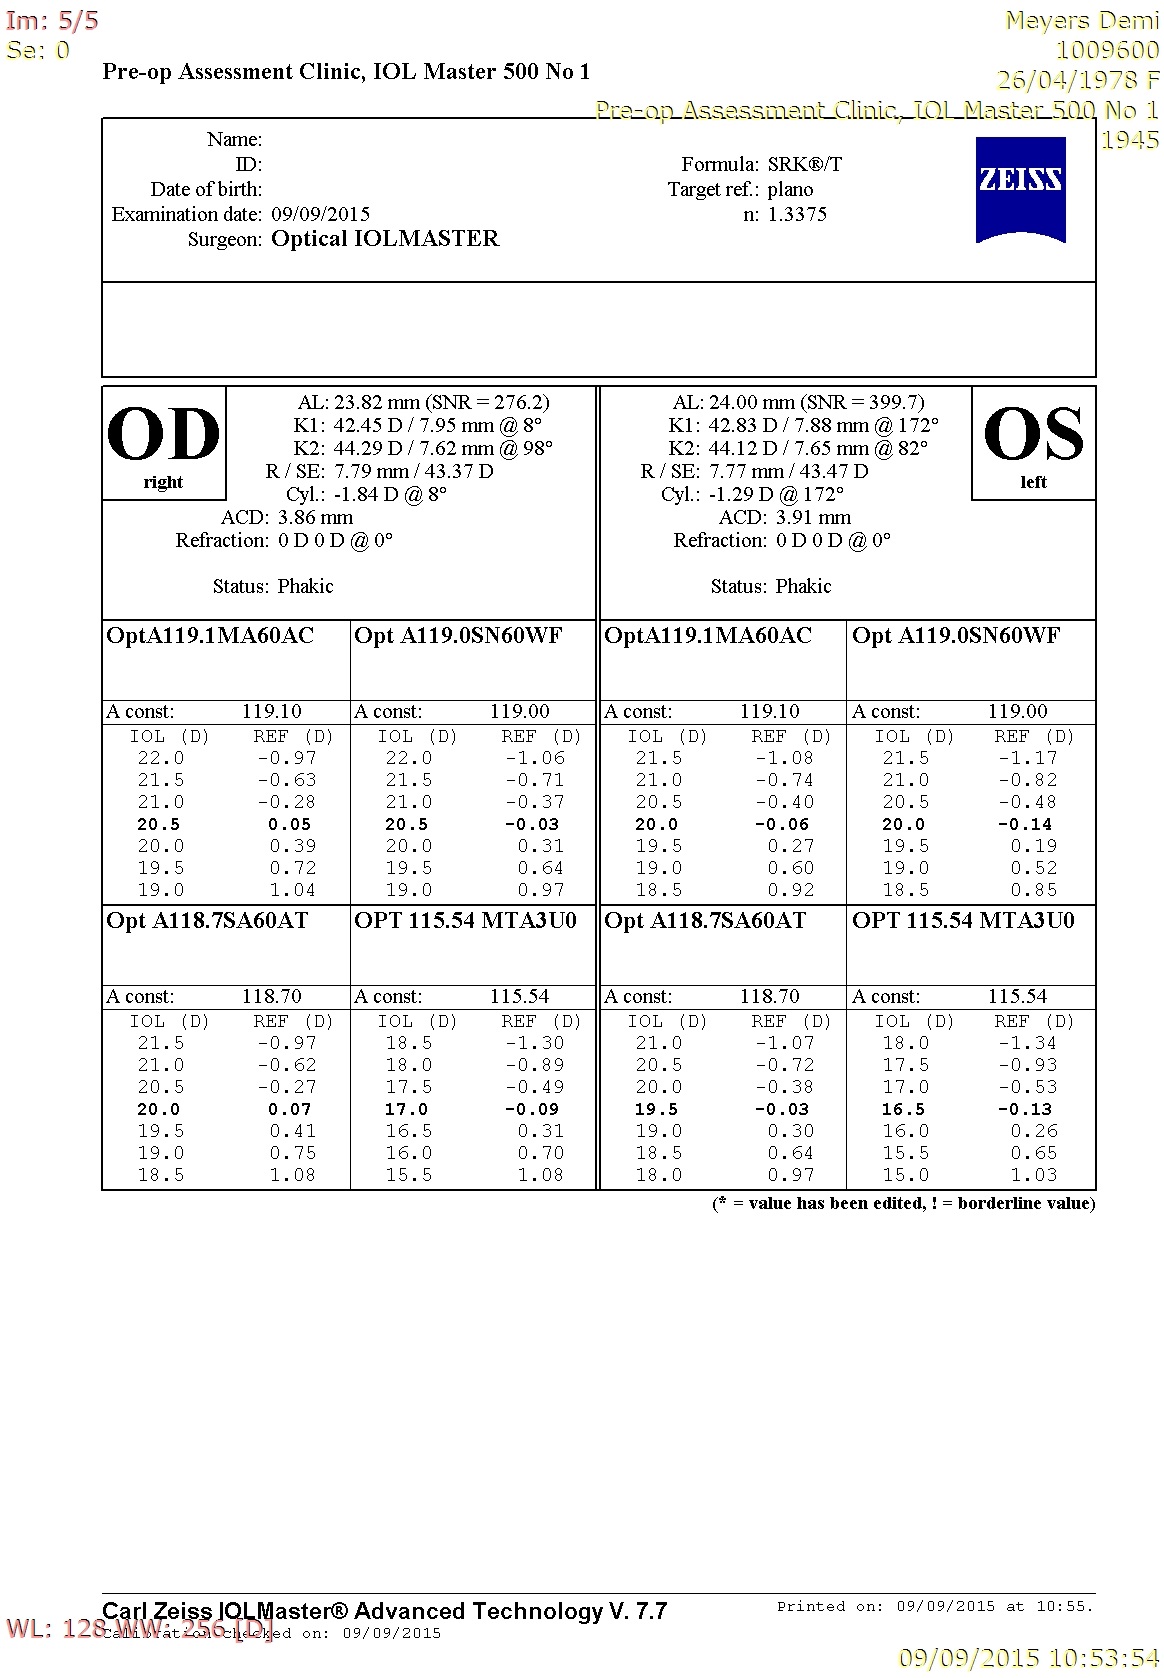 Im: 5/5
Se: 0
Meyers Demi
1009600
26/04/1978 F
Pre-op Assessment Clinic, IOL Master 500 No 1
1945
Pre-op Assessment Clinic, IOL Master 500 No 1
Name:
ID:
Date of birth:
Examination date: 09/09/2015
Surgeon: Optical IOLMASTER
Formula: SRK®/T
Target ref.: plano
n: 1.3375
ZEISS
OD
right
AL: 23.82 mm (SNR = 276.2)
K1: 42.45 D / 7.95 mm @ 8°
K2: 44.29 D / 7.62 mm @ 98°
R / SE: 7.79 mm / 43.37 D
Cyl.: -1.84 D @ 8°
ACD: 3.86 mm
Refraction: 0 D 0 D @ 0°
Status: Phakic
AL: 24.00 mm (SNR = 399.7)
K1: 42.83 D / 7.88 mm @ 172°
K2: 44.12 D / 7.65 mm @ 82°
R / SE: 7.77 mm / 43.47 D
Cyl.: -1.29 D @ 172°
ACD: 3.91 mm
Refraction: 0 D 0 D @ 0°
Status: Phakic
OS
left
OptA119.1MA60AC Opt A119.0SN60WF OptA119.1MA60AC Opt A119.0SN60WF
A const: 119.10 A const: 119.00 A const: 119.10 A const: 119.00
IOL (D) REF (D) IOL (D) REF (D) IOL (D) REF (D) IOL (D) REF (D)
22.0 -0.97 22.0 -1.06 21.5 -1.08 21.5 -1.17
21.5 -0.63 21.5 -0.71 21.0 -0.74 21.0 -0.82
21.0 -0.28 21.0 -0.37 20.5 -0.40 20.5 -0.48
20.5 0.05 20.5 -0.03 20.0 -0.06 20.0 -0.14
20.0 0.39 20.0 0.31 19.5 0.27 19.5 0.19
19.5 0.72 19.5 0.64 19.0 0.60 19.0 0.52
19.0 1.04 19.0 0.97 18.5 0.92 18.5 0.85
Opt A118.7SA60AT OPT 115.54 MTA3U0 Opt A118.7SA60AT OPT 115.54 MTA3U0
A const: 118.70 A const: 115.54 A const: 118.70 A const: 115.54
IOL (D) REF (D) IOL (D) REF (D) IOL (D) REF (D) IOL (D) REF (D)
21.5 -0.97 18.5 -1.30 21.0 -1.07 18.0 -1.34
21.0 -0.62 18.0 -0.89 20.5 -0.72 17.5 -0.93
20.5 -0.27 17.5 -0.49 20.0 -0.38 17.0 -0.53
20.0 0.07 17.0 -0.09 19.5 -0.03 16.5 -0.13
19.5 0.41 16.5 0.31 19.0 0.30 16.0 0.26
19.0 0.75 16.0 0.70 18.5 0.64 15.5 0.65
18.5 1.08 15.5 1.08 18.0 0.97 15.0 1.03
(* = value has been edited, ! = borderline value)
Carl Zeiss IOLMaster® Advanced Technology V. 7.7
Printed on: 09/09/2015 at 10:55.
WL: 128 WW: 256 [D]
Calibration checked on: 09/09/2015
09/09/2015 10:53:54